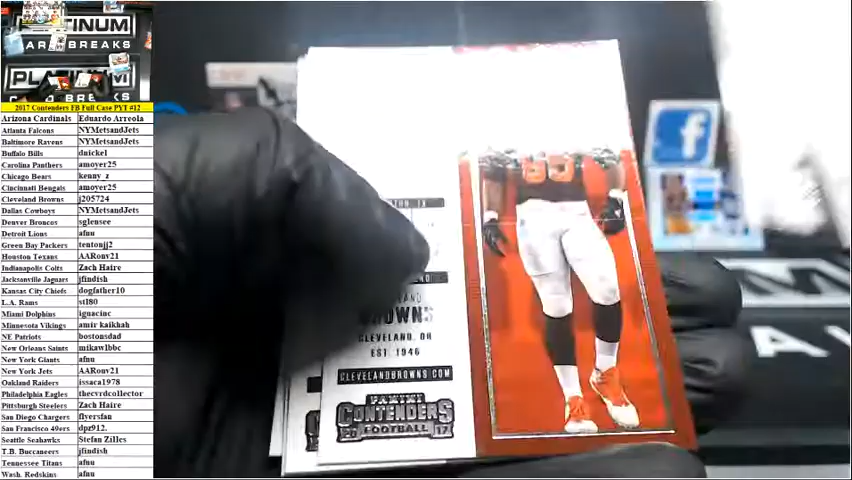 TINUM
ARD BREAKS
PLATINUM
CARD BREAKS
2017 Contenders FB Full Case PYT #12
Arizona Cardinals Eduardo Arreola
Atlanta Falcons NYMetsandJets
Baltimore Ravens NYMetsandJets
Buffalo Bills dnickel
Carolina Panthers amoyer25
Chicago Bears kenny_z
Cincinnati Bengals amoyer25
Cleveland Browns j205724
Dallas Cowboys NYMetsandJets
Denver Broncos sglensee
Detroit Lions afnu
Green Bay Packers tentonjj2
Houston Texans AARonv21
Indianapolis Colts Zach Haire
Jacksonville Jaguars jfindish
Kansas City Chiefs dogfather10
L.A. Rams stl80
Miami Dolphins ignacinc
Minnesota Vikings amir kaikhah
NE Patriots bostonsdad
New Orleans Saints mikawlbbc
New York Giants afnu
New York Jets AARonv21
Oakland Raiders issaca1978
Philadelphia Eagles thecvrdcollector
Pittsburgh Steelers Zach Haire
San Diego Chargers flyersfan
San Francisco 49ers dpz912.
Seattle Seahawks Stefan Zilles
T.B. Buccaneers jfindish
Tennessee Titans afnu
Wash. Redskins afnu
OWNS
CLEVELAND, OH
EST. 1946
CLEVELANDBROWNS.COM
PANINI
CONTENDERS
20 FOOTBALL 17
f